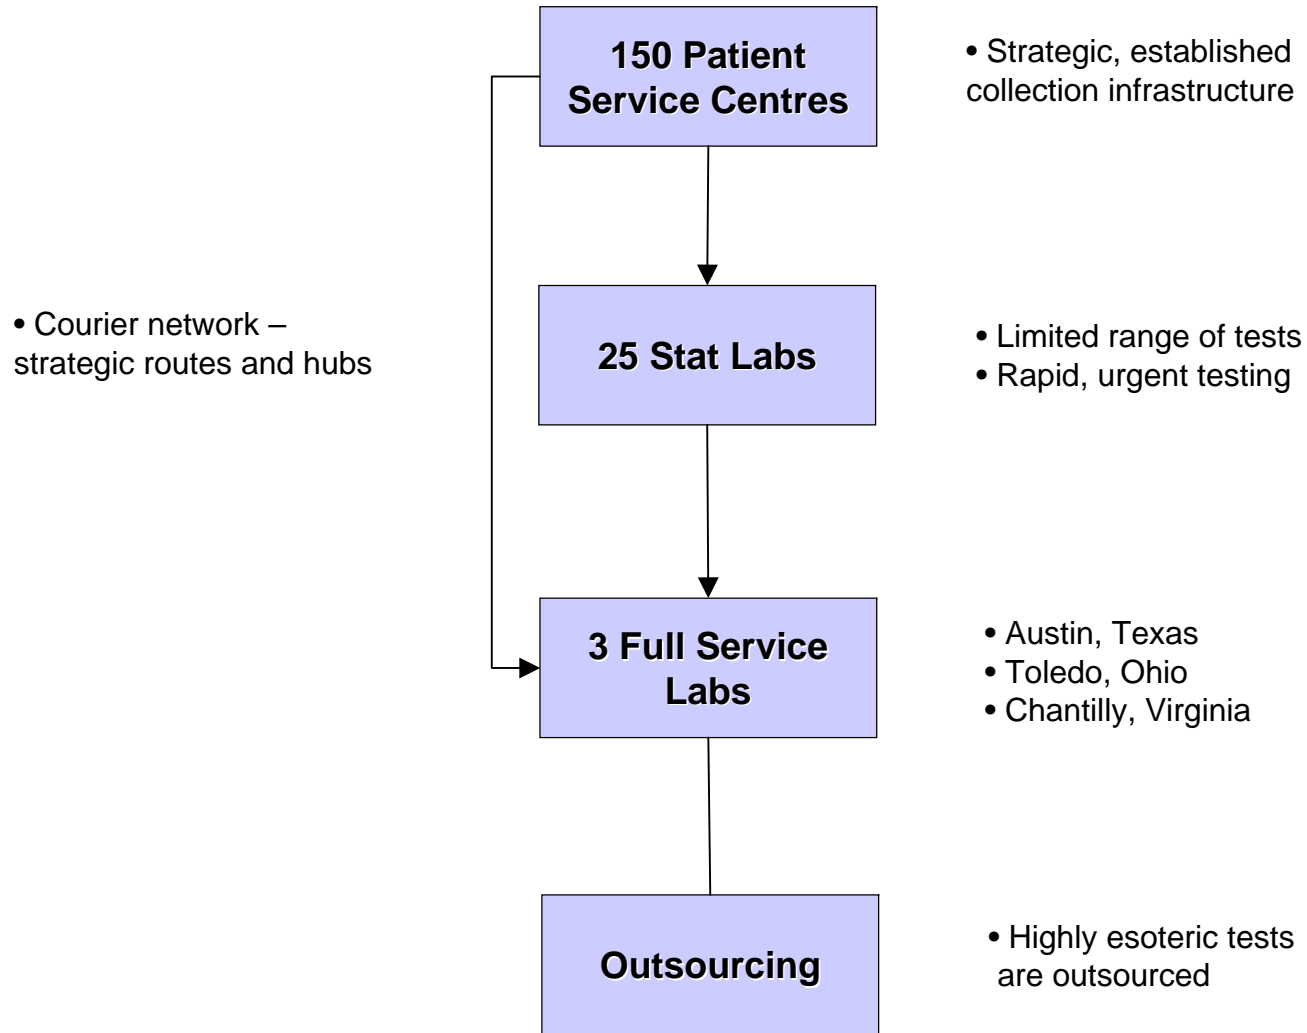 150 Patient
Service Centres
• Strategic, established
collection infrastructure
• Courier network –
strategic routes and hubs
25 Stat Labs
• Limited range of tests
• Rapid, urgent testing
3 Full Service
Labs
• Austin, Texas
• Toledo, Ohio
• Chantilly, Virginia
Outsourcing
• Highly esoteric tests
are outsourced